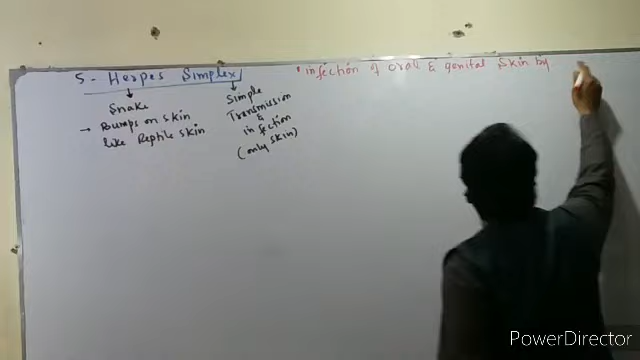 5- Herpes Simplex
Snake
→ Bumps on skin
like Reptile skin
Simple
Transmission
&
infection
(only skin)
• infection of oral & genital skin by
PowerDirector